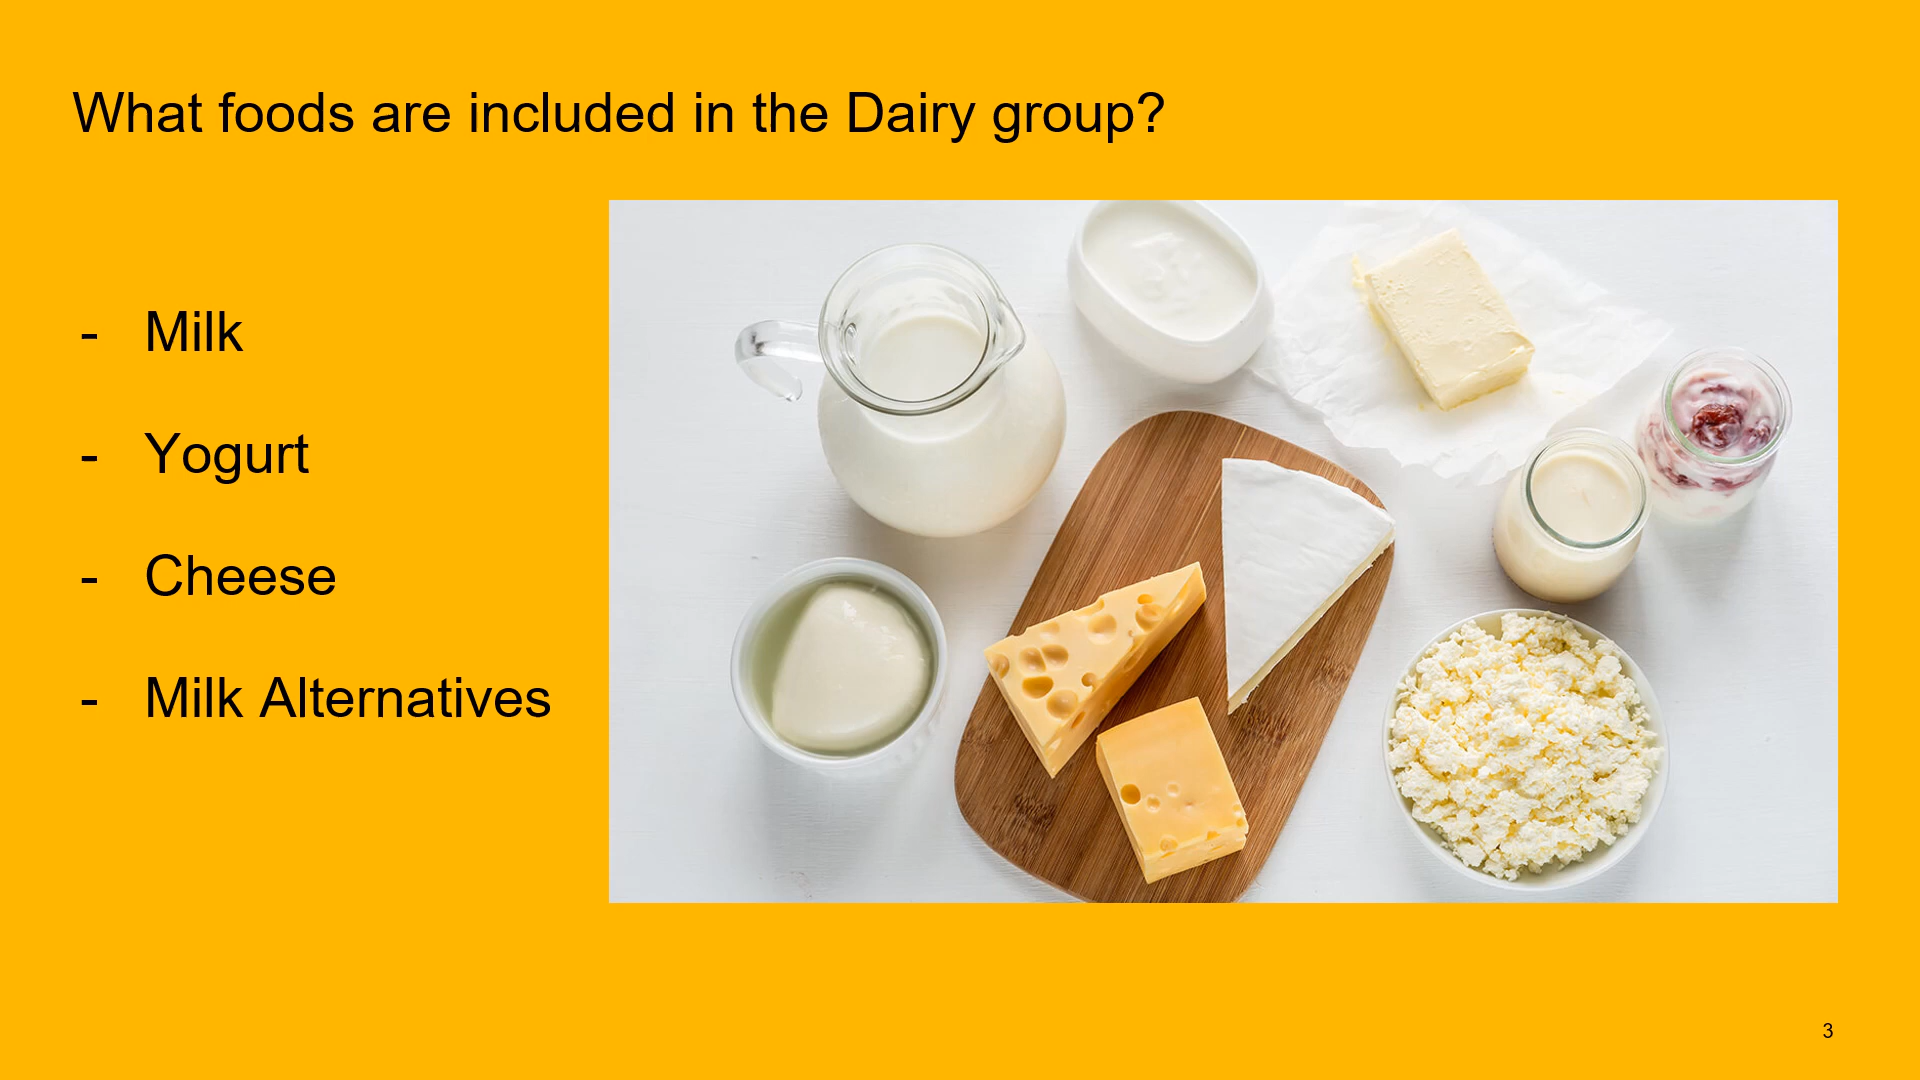 What foods are included in the Dairy group?
- Milk
- Yogurt
- Cheese
- Milk Alternatives
3